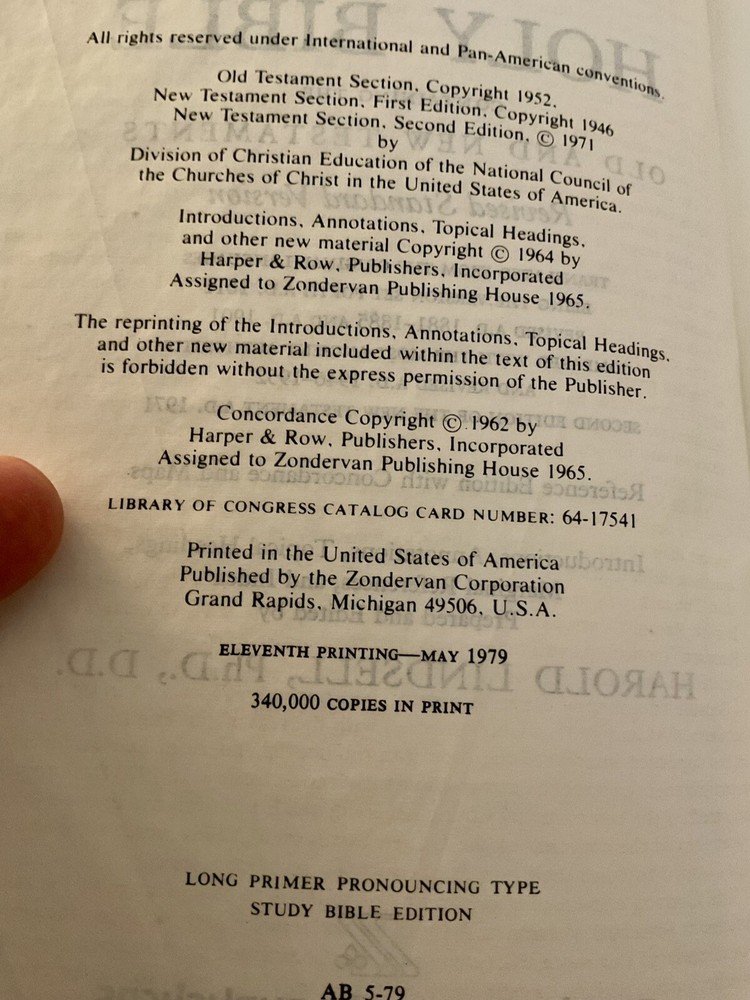 All rights reserved under International and Pan-American conventions.
Old Testament Section, Copyright 1952,
New Testament Section, First Edition, Copyright 1946
New Testament Section, Second Edition, © 1971
by
Division of Christian Education of the National Council of
the Churches of Christ in the United States of America.
Introductions, Annotations, Topical Headings,
and other new material Copyright © 1964 by
Harper & Row, Publishers, Incorporated
Assigned to Zondervan Publishing House 1965.
The reprinting of the Introductions, Annotations, Topical Headings,
and other new material included within the text of this edition
is forbidden without the express permission of the Publisher.
Concordance Copyright © 1962 by
Harper & Row, Publishers, Incorporated
Assigned to Zondervan Publishing House 1965.
LIBRARY OF CONGRESS CATALOG CARD NUMBER: 64-17541
Printed in the United States of America
Published by the Zondervan Corporation
Grand Rapids, Michigan 49506, U.S.A.
ELEVENTH PRINTING—MAY 1979
340,000 COPIES IN PRINT
LONG PRIMER PRONOUNCING TYPE
STUDY BIBLE EDITION
AB 5-79